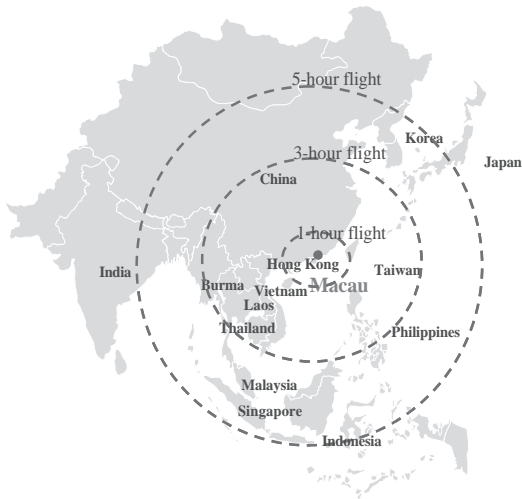 5-hour flight
Korea
3-hour flight
Japan
China
1-hour flight
Hong Kong
India
Taiwan
Burma
Vietnam
Macau
Laos
Thailand
Philippines
Malaysia
Singapore
Indonesia